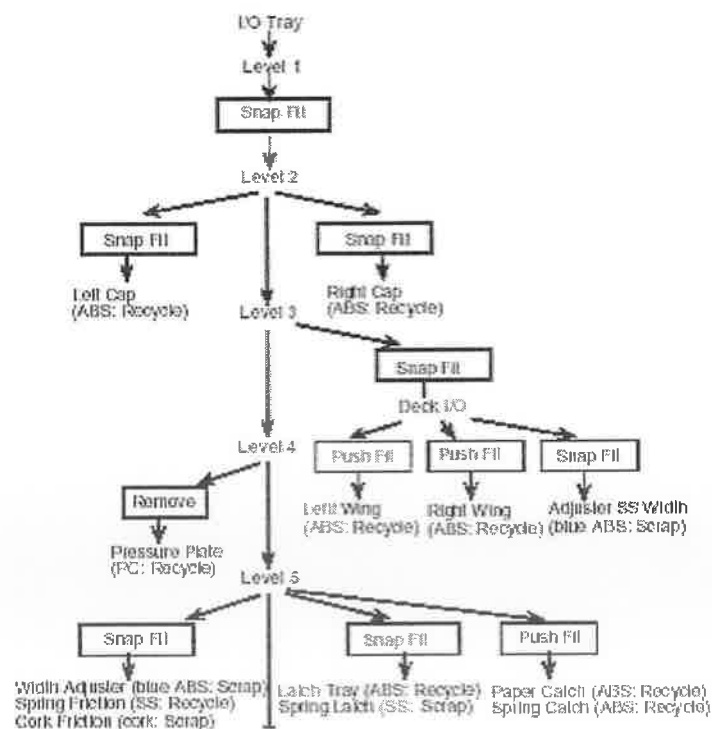 I/O Tray
Level 1
Snap Fit
Level 2
Snap Fit
Snap Fit
Left Cap
(ABS: Recycle)
Right Cap
(ABS: Recycle)
Level 3
Snap Fit
Deck I/O
Level 4
Push Fit
Push Fit
Snap Fit
Remove
Left Wing
(ABS: Recycle)
Right Wing
(ABS: Recycle)
Adjuster SS Width
(blue ABS: Scrap)
Pressure Plate
(PC: Recycle)
Level 5
Snap Fit
Snap Fit
Push Fit
Width Adjuster (blue ABS: Scrap)
Spring Friction (SS: Recycle)
Cork Friction (cork: Scrap)
Latch Tray (ABS: Recycle)
Spring Latch (SS: Scrap)
Paper Catch (ABS: Recycle)
Spring Catch (ABS: Recycle)